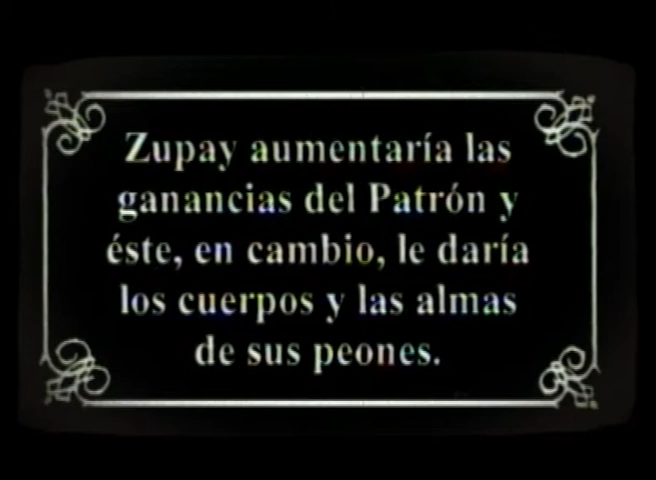 Zupay aumentaría las
ganancias del Patrón y
éste, en cambio, le daría
los cuerpos y las almas
de sus peones.